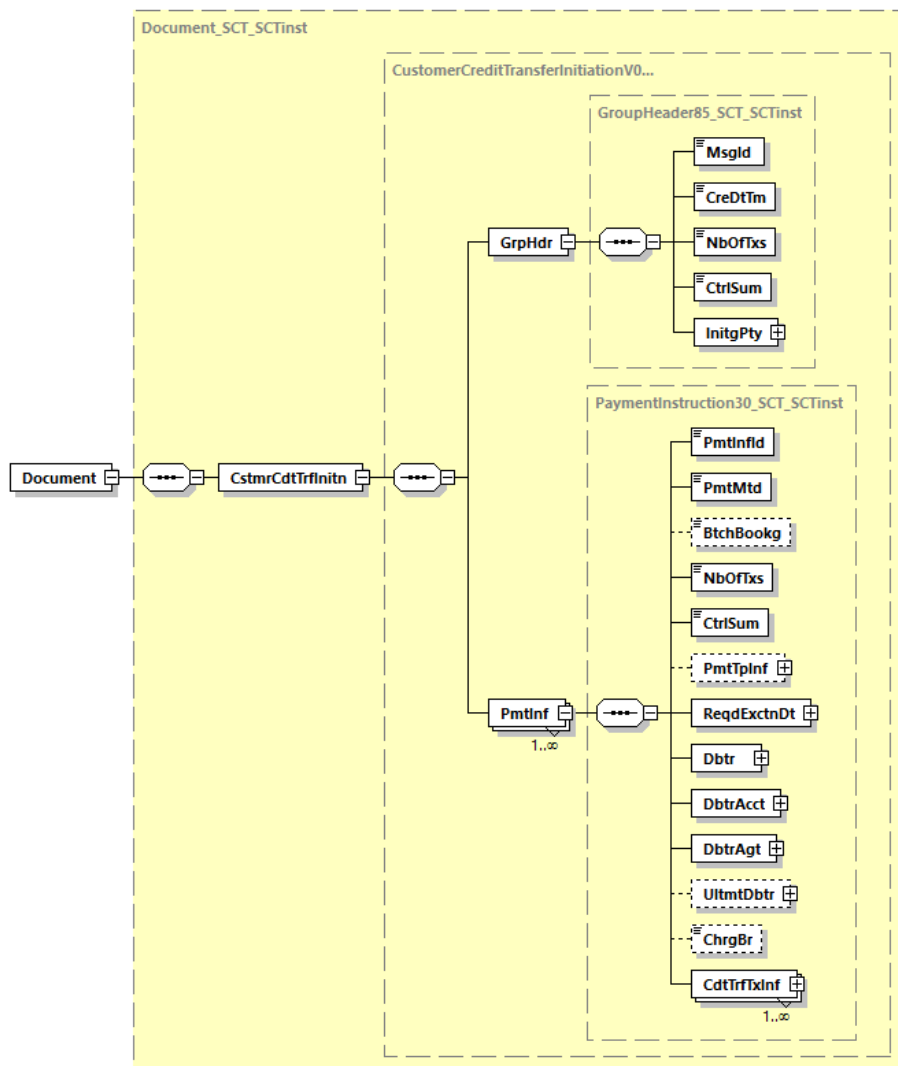 Document_SCT_SCTinst
CustomerCreditTransferInitiationV0...
GroupHeader85_SCT_SCTinst
MsgId
CreDtTm
NbOfTxs
CtrlSum
InitgPty
GrpHdr
Document
CstmrCdtTrfInitn
PmtInf
1..∞
PaymentInstruction30_SCT_SCTinst
PmtInfId
PmtMtd
BtchBookg
NbOfTxs
CtrlSum
PmtTpInf
ReqdExctnDt
Dbtr
DbtrAcct
DbtrAgt
UltmtDbtr
ChrgBr
CdtTrfTxInf
1..∞